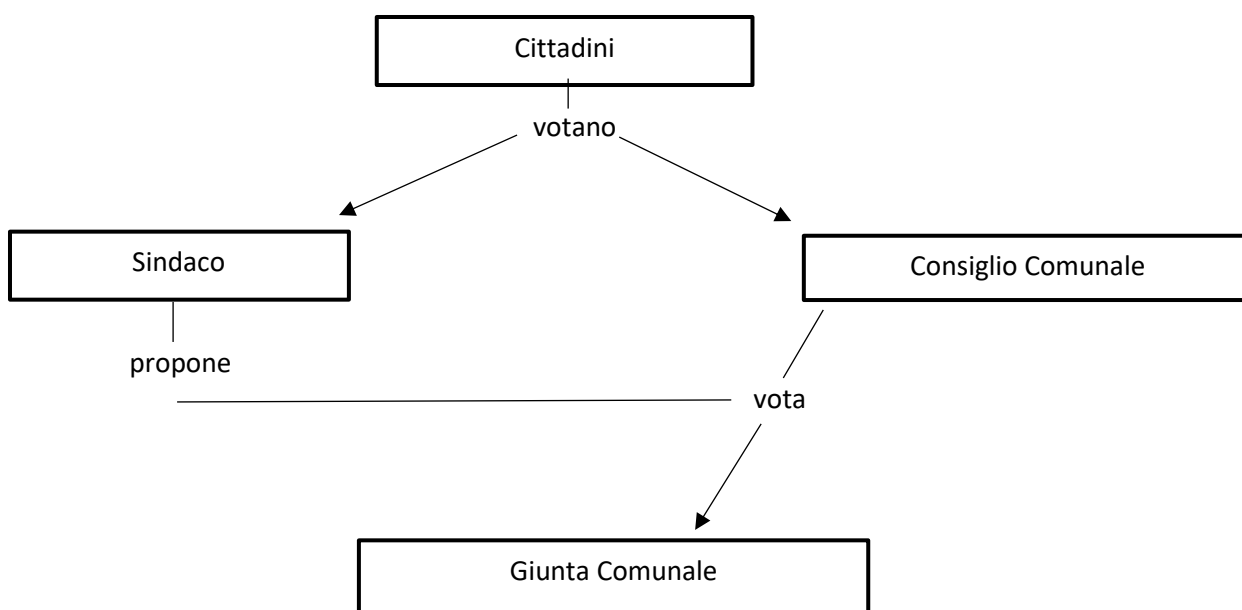 Cittadini
votano
Sindaco
Consiglio Comunale
propone
vota
Giunta Comunale